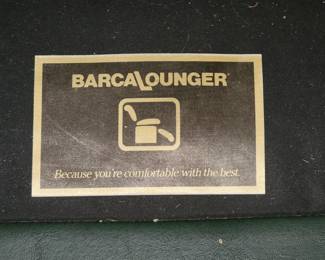 BARCALOUNGER
Because you're comfortable with the best.